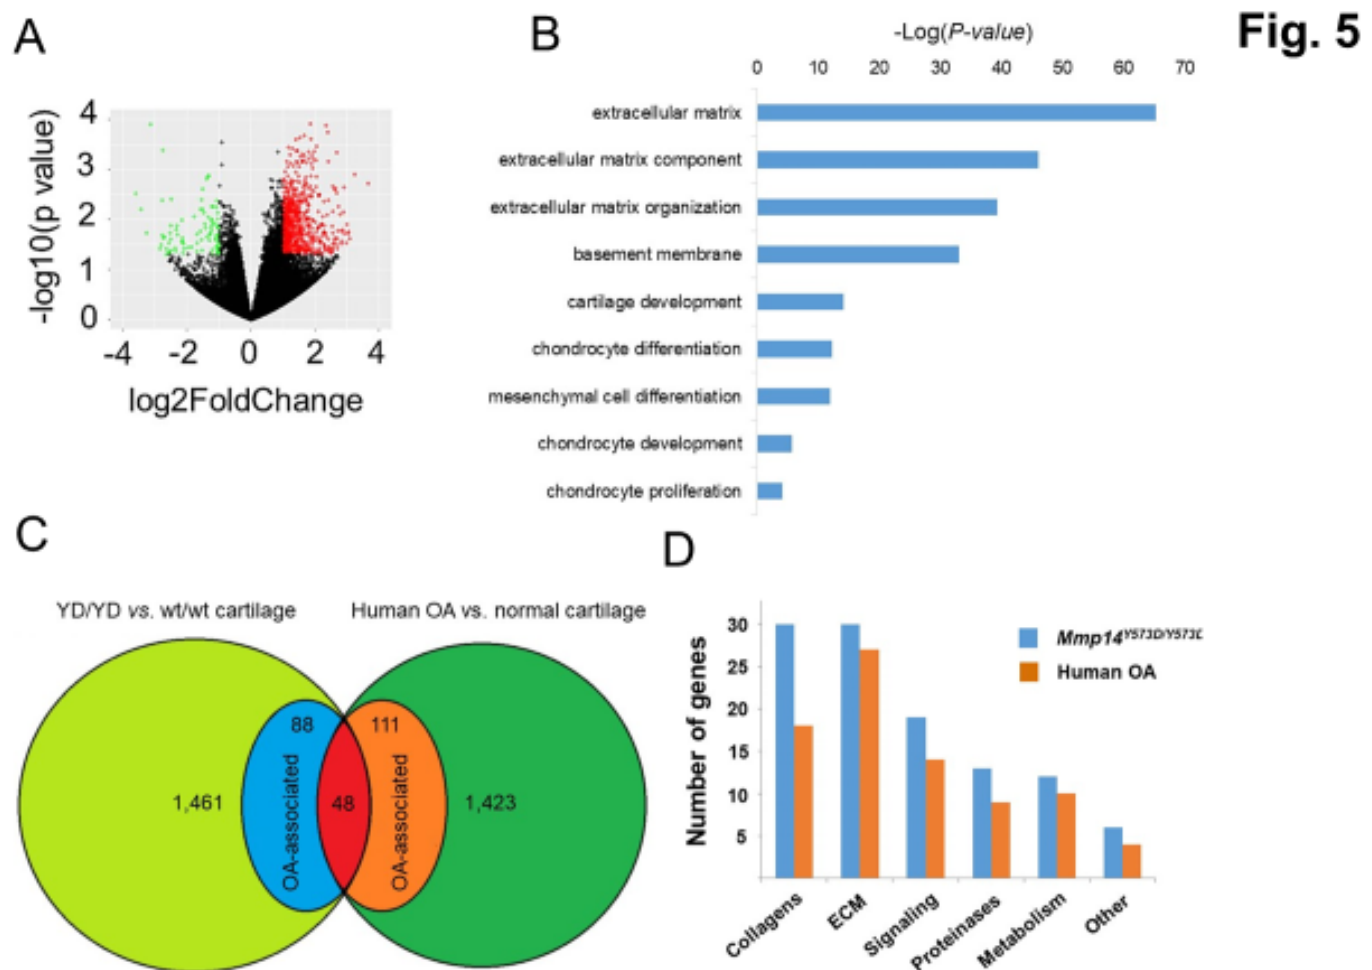 A
B
Fig. 5
-Log(P-value)
0 10 20 30 40 50 60 70
4
3
2
1
0
-log10(p value)
-4 -2 0 2 4
log2FoldChange
extracellular matrix
extracellular matrix component
extracellular matrix organization
basement membrane
cartilage development
chondrocyte differentiation
mesenchymal cell differentiation
chondrocyte development
chondrocyte proliferation
C
YD/YD vs. wt/wt cartilage
Human OA vs. normal cartilage
88
111
1,461
48
1,423
OA-associated
OA-associated
D
Number of genes
30
25
20
15
10
5
Mmp14
Human OA
Collagens
ECM
Signaling
Proteinases
Metabolism
Other